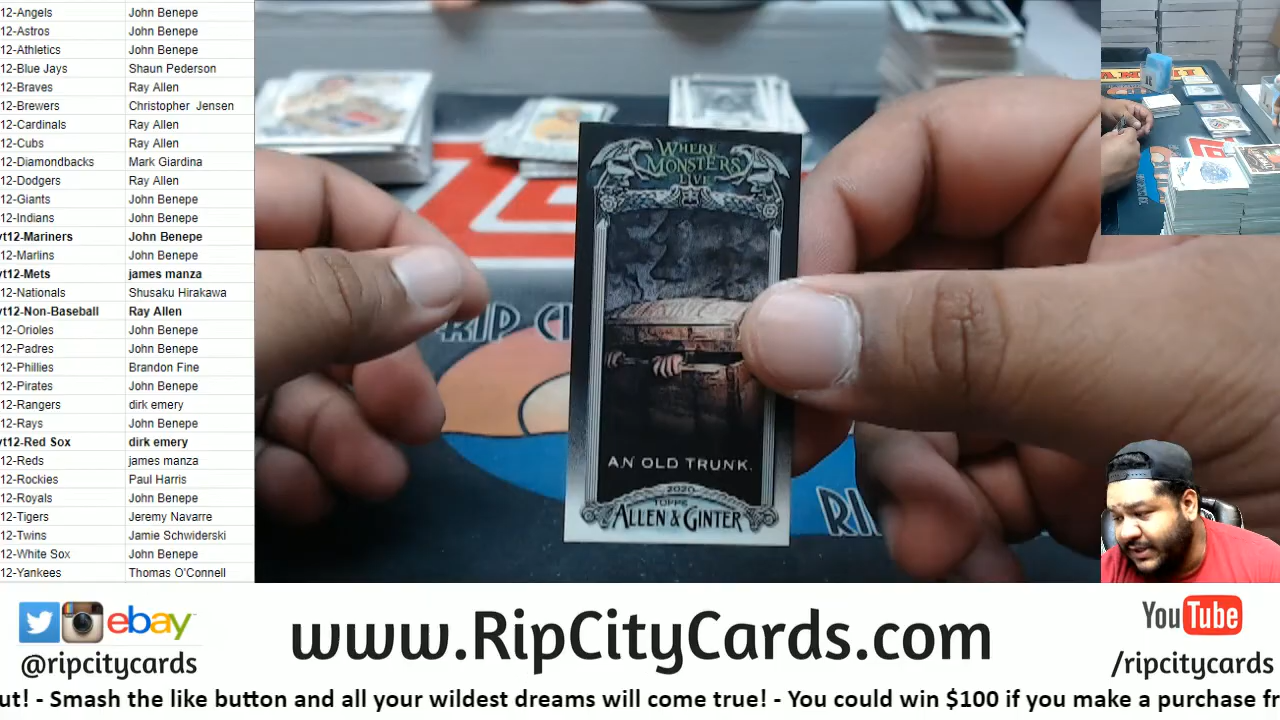 12-Angels John Benepe
12-Astros John Benepe
12-Athletics John Benepe
12-Blue Jays Shaun Pederson
12-Braves Ray Allen
12-Brewers Christopher Jensen
12-Cardinals Ray Allen
12-Cubs Ray Allen
12-Diamondbacks Mark Giardina
12-Dodgers Ray Allen
12-Giants John Benepe
12-Indians John Benepe
yt12-Mariners John Benepe
12-Marlins John Benepe
yt12-Mets james manza
12-Nationals Shusaku Hirakawa
yt12-Non-Baseball Ray Allen
12-Orioles John Benepe
12-Padres John Benepe
12-Phillies Brandon Fine
12-Pirates John Benepe
12-Rangers dirk emery
12-Rays John Benepe
yt12-Red Sox dirk emery
12-Reds james manza
12-Rockies Paul Harris
12-Royals John Benepe
12-Tigers Jeremy Navarre
12-Twins Jamie Schwiderski
12-White Sox John Benepe
12-Yankees Thomas O'Connell
WHERE
MONSTERS
LIVE
AN OLD TRUNK.
2020
TOPPS
ALLEN & GINTER
RIP CI
RI
ebay
@ripcitycards
www.RipCityCards.com
YouTube
/ripcitycards
ut! - Smash the like button and all your wildest dreams will come true! - You could win $100 if you make a purchase fr